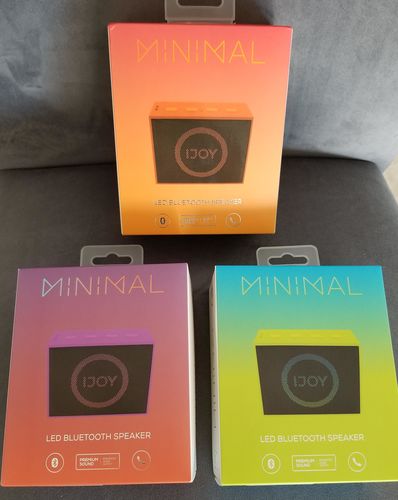 MINIMAL
IJOY
LED BLUETOOTH SPEAKER
MINIMAL
IJOY
LED BLUETOOTH SPEAKER
PREMIUM
SOUND
MINIMAL
IJOY
LED BLUETOOTH SPEAKER
PREMIUM
SOUND